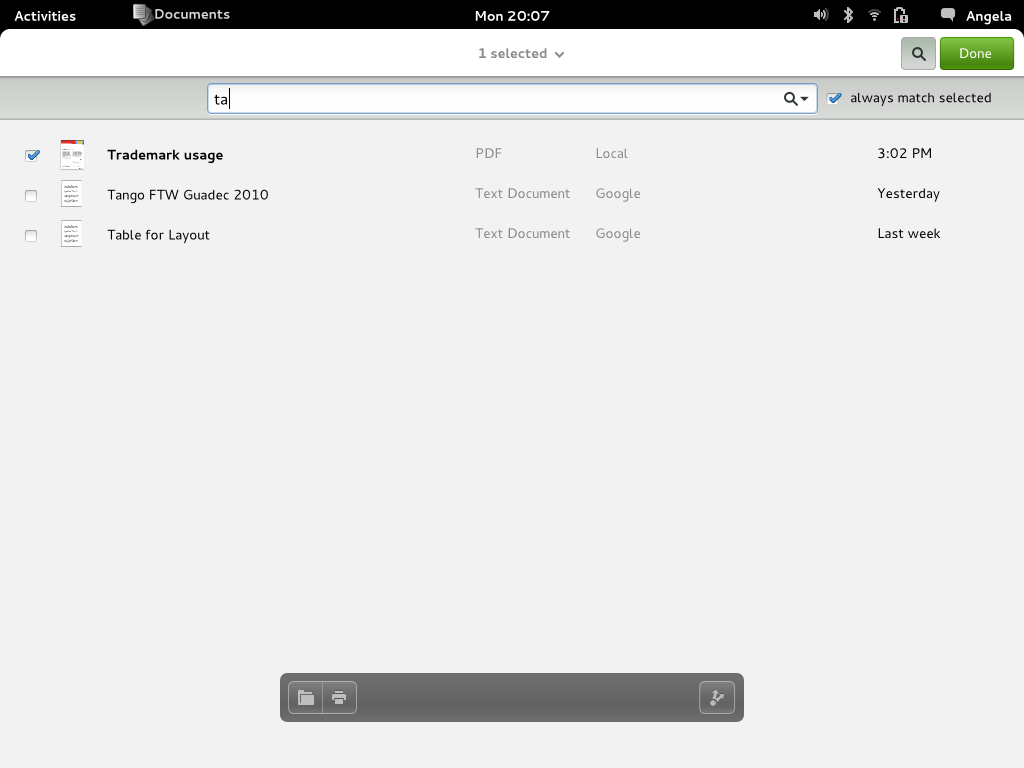 Activities Documents Mon 20:07 Angela
1 selected Done
ta always match selected
Trademark usage PDF Local 3:02 PM
Tango FTW Guadec 2010 Text Document Google Yesterday
Table for Layout Text Document Google Last week